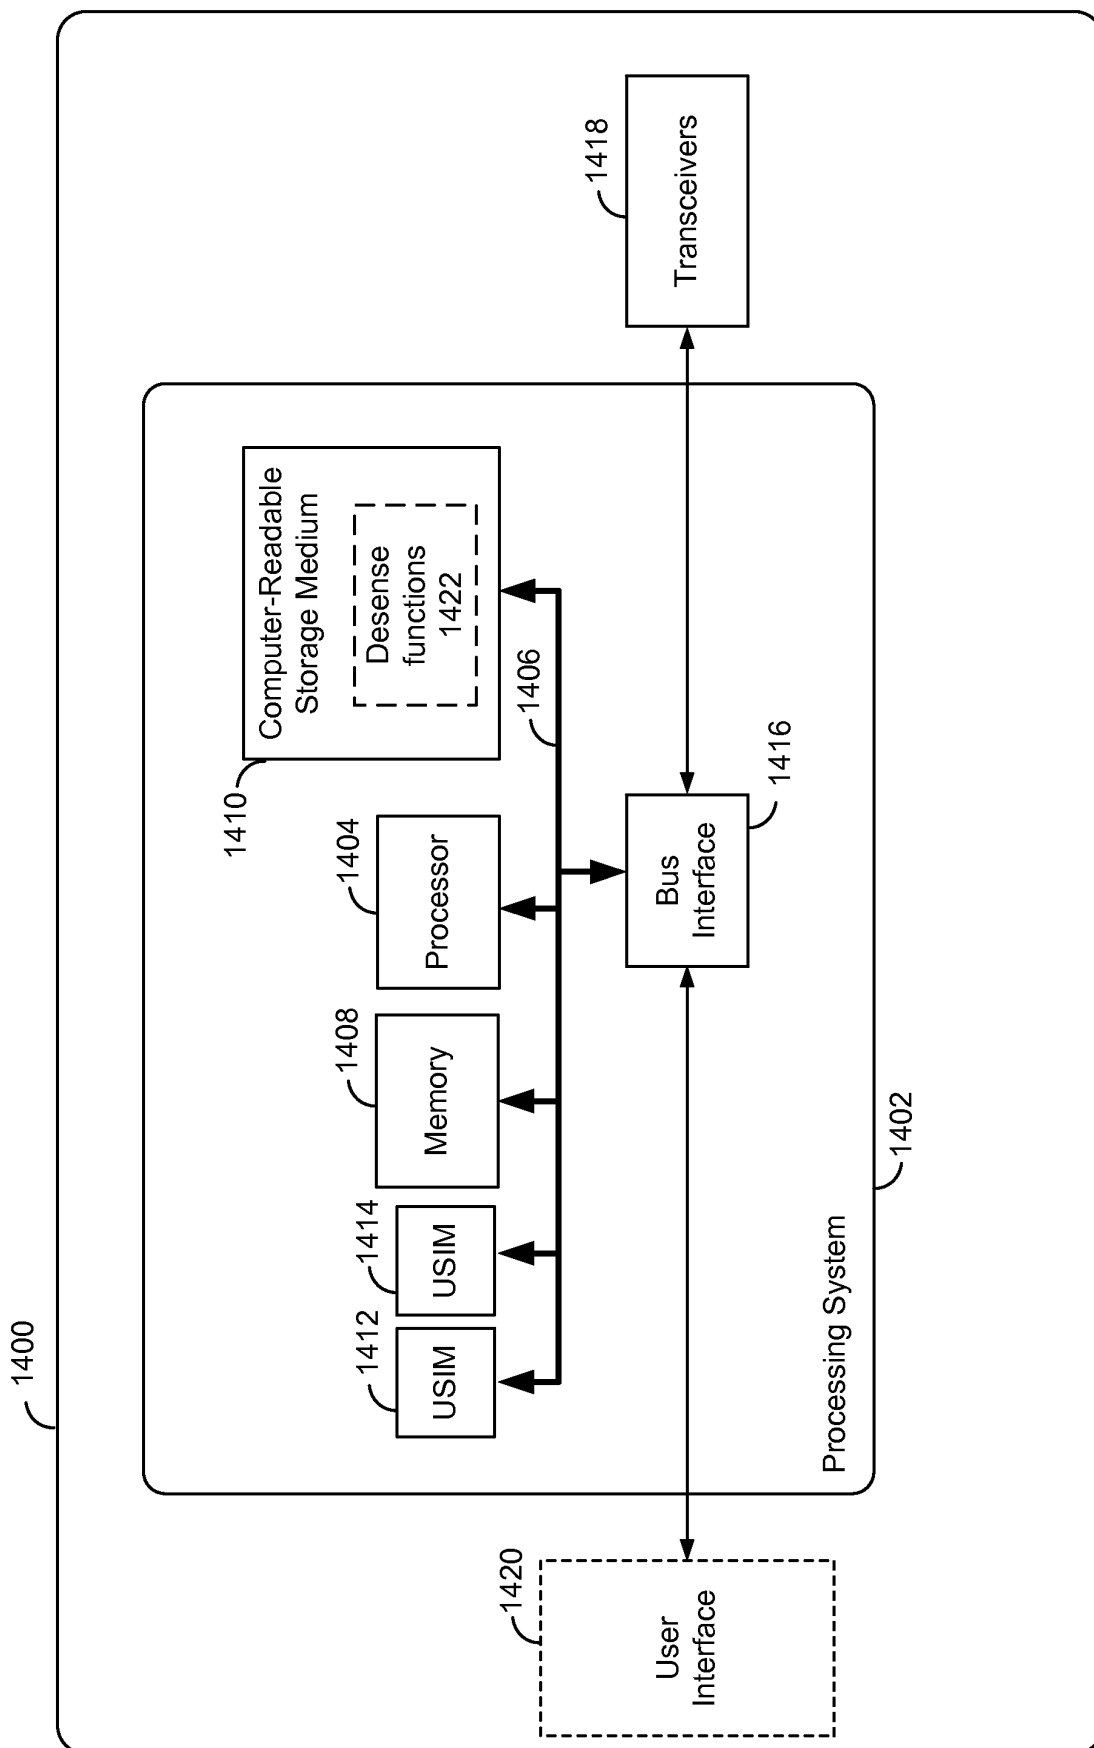 1400
1418
Transceivers
Computer-Readable
Storage Medium
Desense
functions
1422
1410
1406
1404
Processor
1408
Memory
1414
USIM
1412
USIM
Bus
Interface
1416
1402
Processing System
1420
User
Interface